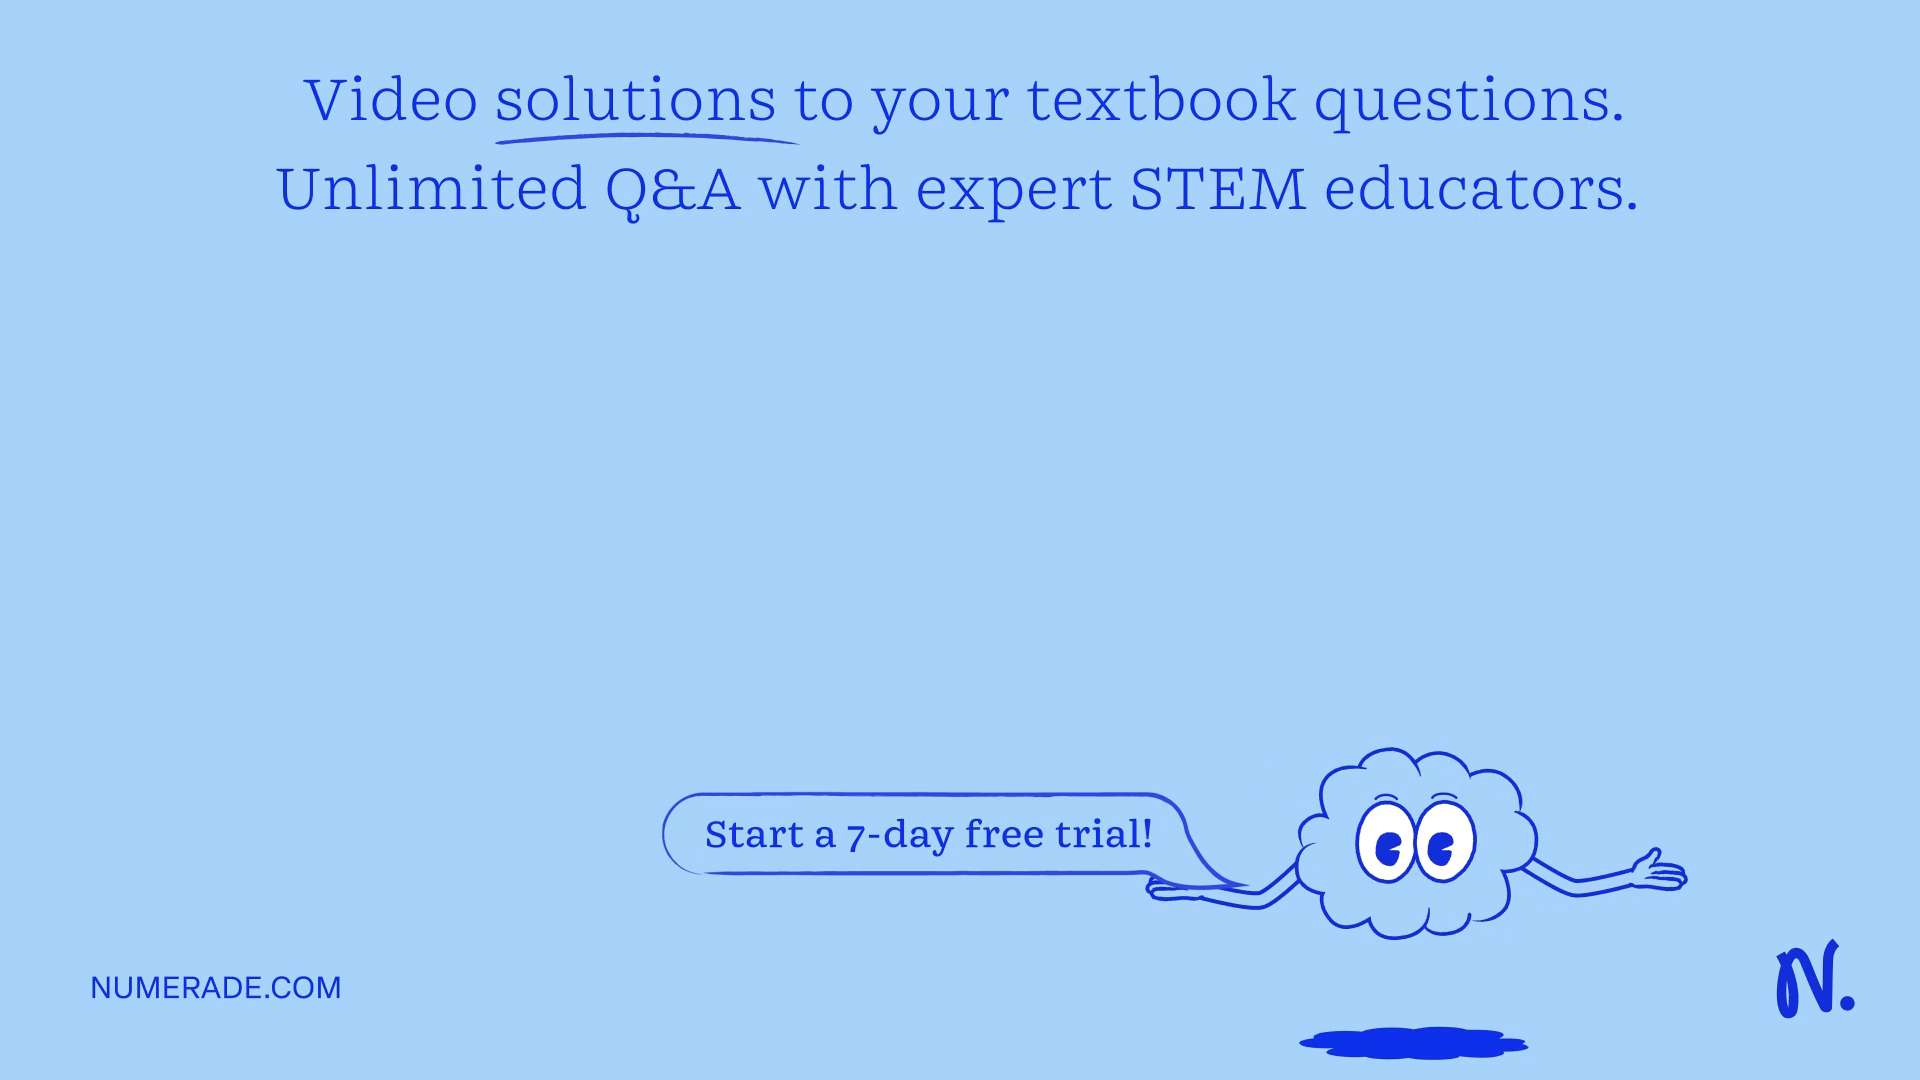 Video solutions to your textbook questions.
Unlimited Q&A with expert STEM educators.
Start a 7-day free trial!
NUMERADE.COM
N.